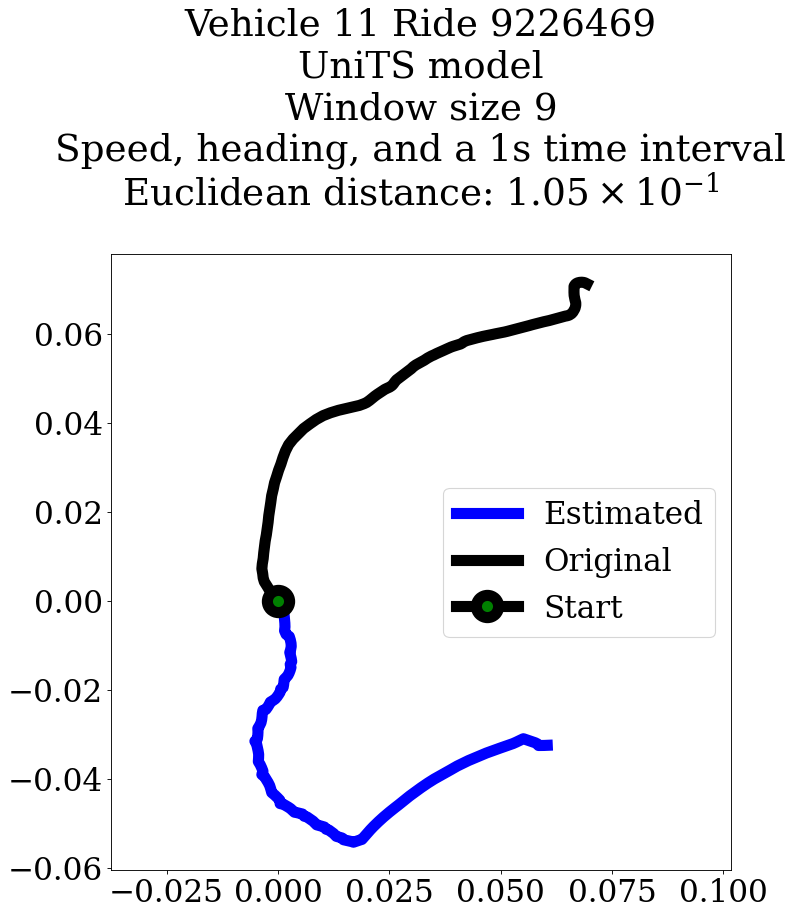 Vehicle 11 Ride 9226469
UniTS model
Window size 9
Speed, heading, and a 1s time interval
Euclidean distance: 1.05 × 10⁻¹
0.06
0.04
0.02
0.00
−0.02
−0.04
−0.06
Estimated
Original
Start
−0.025 0.000 0.025 0.050 0.075 0.100